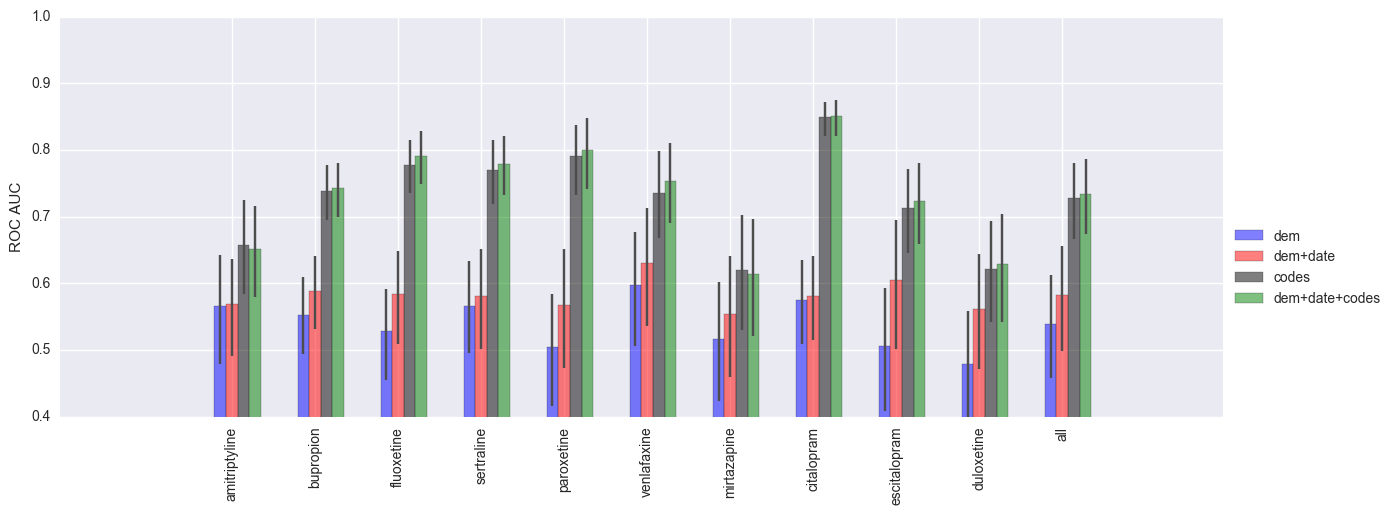 1.0
0.9
0.8
0.7
0.6
0.5
0.4
ROC AUC
amitriptyline
bupropion
fluoxetine
sertraline
paroxetine
venlafaxine
mirtazapine
citalopram
escitalopram
duloxetine
all
dem
dem+date
codes
dem+date+codes